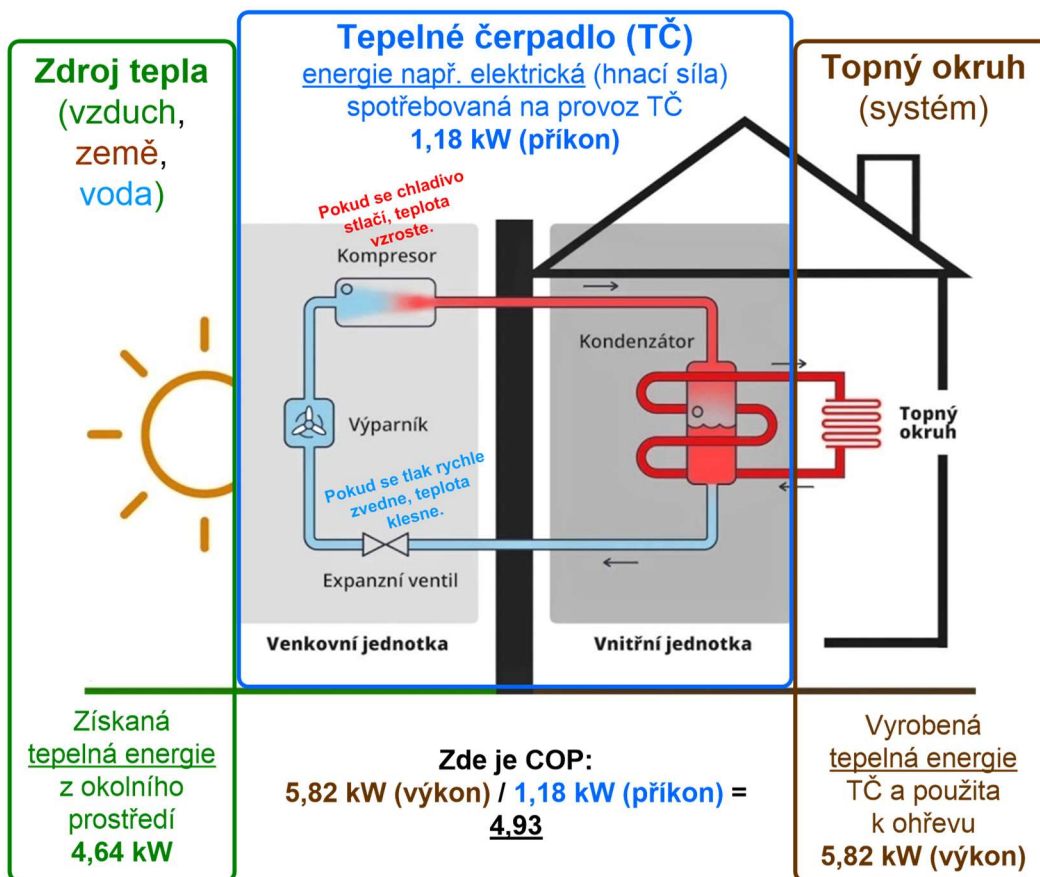 Zdroj tepla
(vzduch,
země,
voda)
Tepelné čerpadlo (TČ)
energie např. elektrická (hnací síla)
spotřebovaná na provoz TČ
1,18 kW (příkon)
Topný okruh
(systém)
Pokud se chladivo
stlačí, teplota
vzroste.
Kompresor
Kondenzátor
Výparník
Topný
okruh
Pokud se tlak rychle
zvedne, teplota
klesne.
Expanzní ventil
Venkovní jednotka
Vnitřní jednotka
Získaná
tepelná energie
z okolního
prostředí
4,64 kW
Zde je COP:
5,82 kW (výkon) / 1,18 kW (příkon) =
4,93
Vyrobená
tepelná energie
TČ a použita
k ohřevu
5,82 kW (výkon)